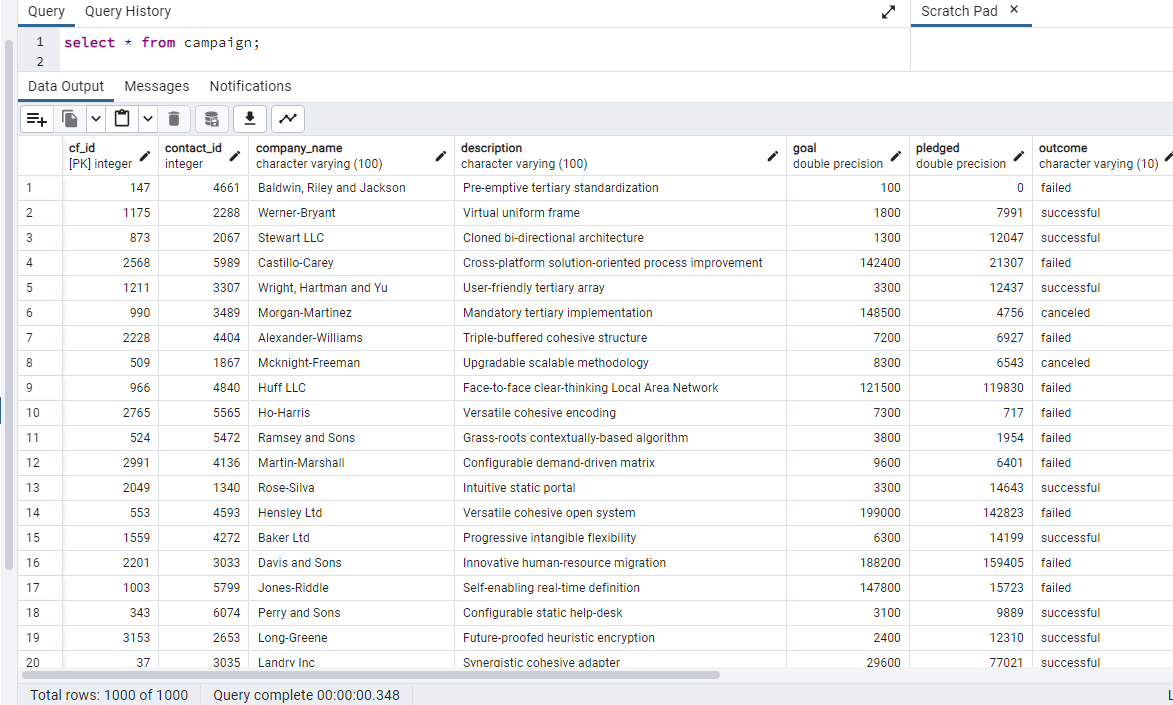 Query Query History Scratch Pad ×
1 select * from campaign;
2
Data Output Messages Notifications
cf_id contact_id company_name description goal pledged outcome
[PK] integer integer character varying (100) character varying (100) double precision double precision character varying (10)
1 147 4661 Baldwin, Riley and Jackson Pre-emptive tertiary standardization 100 0 failed
2 1175 2288 Werner-Bryant Virtual uniform frame 1800 7991 successful
3 873 2067 Stewart LLC Cloned bi-directional architecture 1300 12047 successful
4 2568 5989 Castillo-Carey Cross-platform solution-oriented process improvement 142400 21307 failed
5 1211 3307 Wright, Hartman and Yu User-friendly tertiary array 3300 12437 successful
6 990 3489 Morgan-Martinez Mandatory tertiary implementation 148500 4756 canceled
7 2228 4404 Alexander-Williams Triple-buffered cohesive structure 7200 6927 failed
8 509 1867 Mcknight-Freeman Upgradable scalable methodology 8300 6543 canceled
9 966 4840 Huff LLC Face-to-face clear-thinking Local Area Network 121500 119830 failed
10 2765 5565 Ho-Harris Versatile cohesive encoding 7300 717 failed
11 524 5472 Ramsey and Sons Grass-roots contextually-based algorithm 3800 1954 failed
12 2991 4136 Martin-Marshall Configurable demand-driven matrix 9600 6401 failed
13 2049 1340 Rose-Silva Intuitive static portal 3300 14643 successful
14 553 4593 Hensley Ltd Versatile cohesive open system 199000 142823 failed
15 1559 4272 Baker Ltd Progressive intangible flexibility 6300 14199 successful
16 2201 3033 Davis and Sons Innovative human-resource migration 188200 159405 failed
17 1003 5799 Jones-Riddle Self-enabling real-time definition 147800 15723 failed
18 343 6074 Perry and Sons Configurable static help-desk 3100 9889 successful
19 3153 2653 Long-Greene Future-proofed heuristic encryption 2400 12310 successful
20 37 3035 Landry Inc Synergistic cohesive adapter 29600 77021 successful
Total rows: 1000 of 1000 Query complete 00:00:00.348